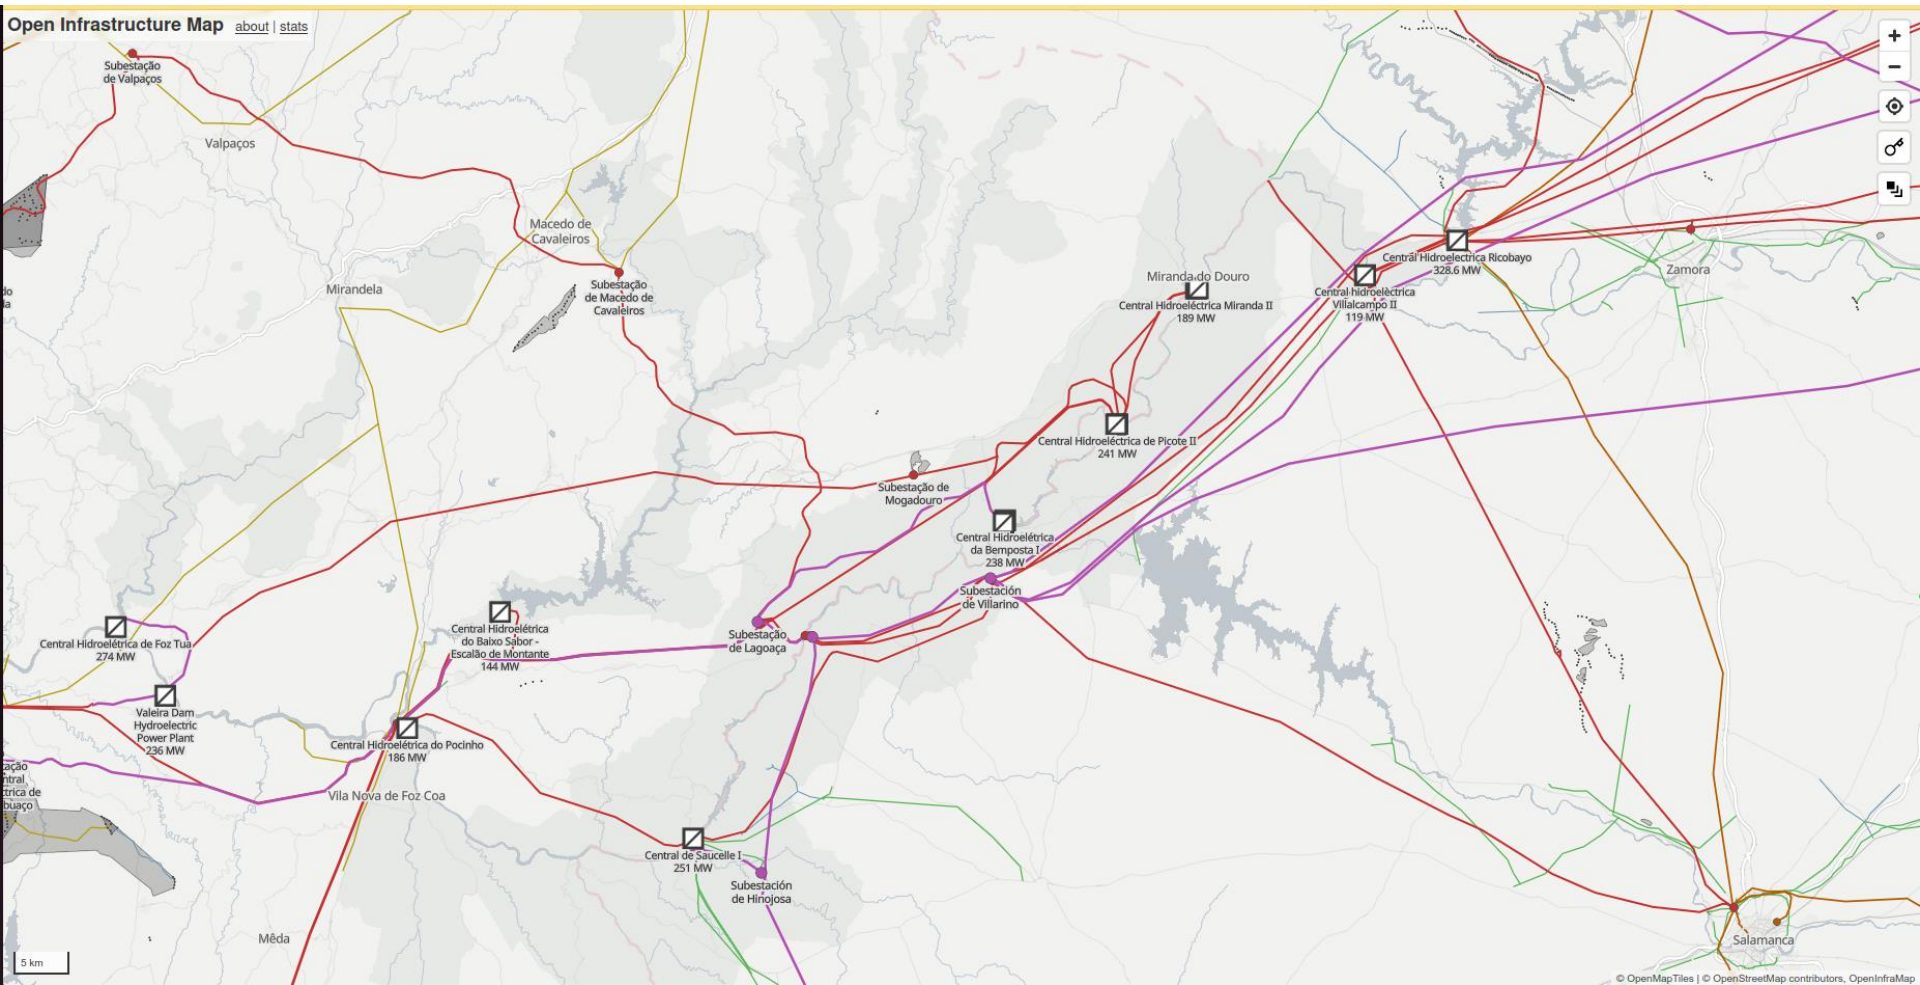 Open Infrastructure Map about | stats
Subestação
de Valpaços
Valpaços
Macedo de
Cavaleiros
Mirandela
Subestação
de Macedo de
Cavaleiros
Miranda do Douro
Central Hidroeléctrica Miranda II
189 MW
Central Hidroelectrica Ricobayo
328.6 MW
Central hidroeléctrica
Villalcampo II
119 MW
Zamora
Central Hidroeléctrica de Picote II
241 MW
Subestação de
Mogadouro
Central Hidroelétrica
da Bemposta I
238 MW
Subestación
de Villarino
Central Hidroelétrica de Foz Tua
274 MW
Central Hidroelétrica
do Baixo Sabor -
Escalão de Montante
144 MW
Subestação
de Lagoaça
Valeira Dam
Hydroelectric
Power Plant
236 MW
Central Hidroelétrica do Pocinho
186 MW
Vila Nova de Foz Coa
Central de Saucelle I
251 MW
Subestación
de Hinojosa
Mêda
Salamanca
5 km
© OpenMapTiles | © OpenStreetMap contributors, OpenInfraMap